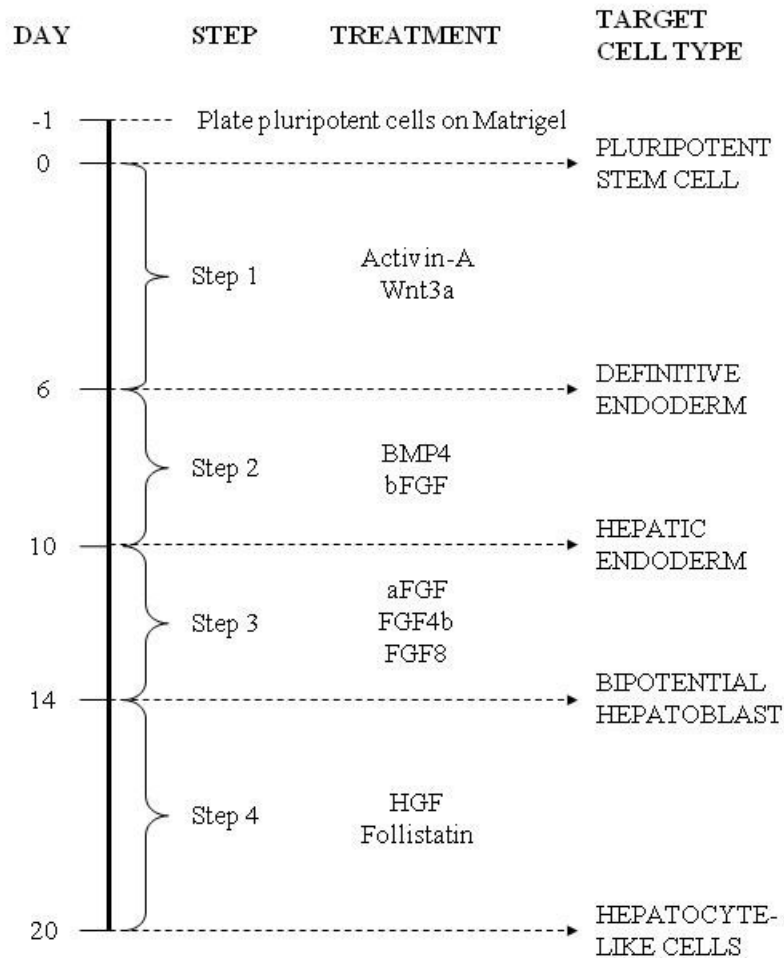 DAY STEP TREATMENT TARGET
CELL TYPE
-1 Plate pluripotent cells on Matrigel
0 PLURIPOTENT
STEM CELL
Step 1 Activin-A
Wnt3a
6 DEFINITIVE
ENDODERM
Step 2 BMP4
bFGF
10 HEPATIC
ENDODERM
Step 3 aFGF
FGF4b
FGF8
14 BIPOTENTIAL
HEPATOBLAST
Step 4 HGF
Follistatin
20 HEPATOCYTE-
LIKE CELLS